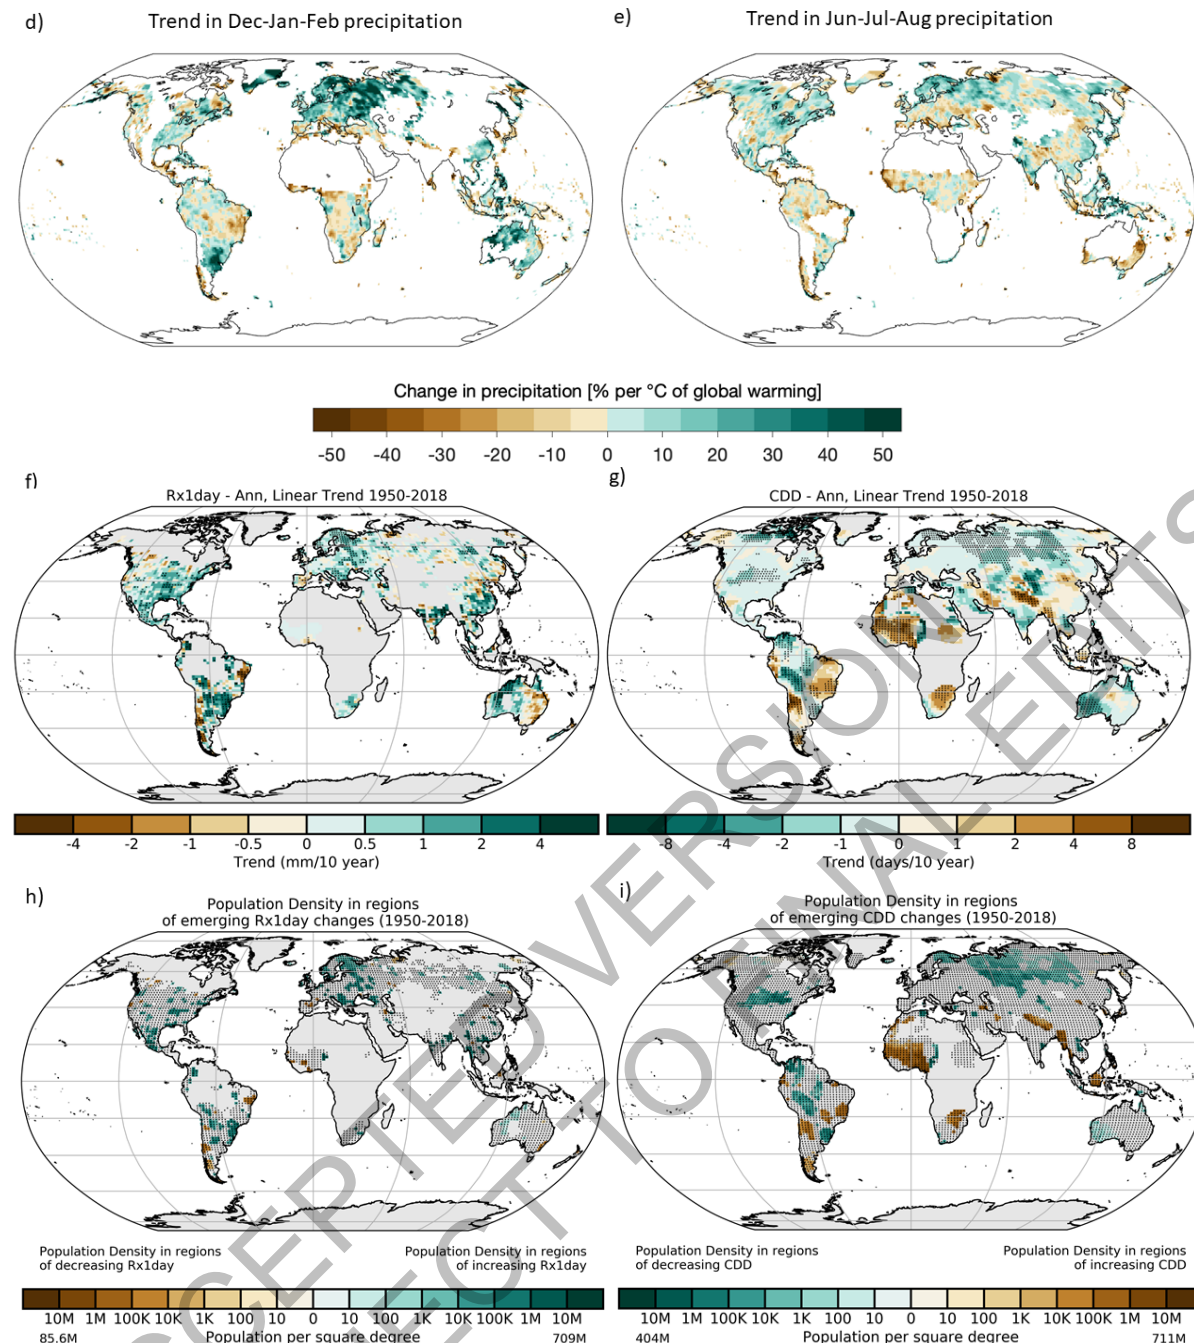 d)
Trend in Dec-Jan-Feb precipitation
e)
Trend in Jun-Jul-Aug precipitation
Change in precipitation [% per °C of global warming]
-50 -40 -30 -20 -10 0 10 20 30 40 50
f)
Rx1day - Ann, Linear Trend 1950-2018
g)
CDD - Ann, Linear Trend 1950-2018
-4 -2 -1 -0.5 0 0.5 1 2 4
Trend (mm/10 year)
-8 -4 -2 -1 0 1 2 4 8
Trend (days/10 year)
h)
Population Density in regions
of emerging Rx1day changes (1950-2018)
i)
Population Density in regions
of emerging CDD changes (1950-2018)
Population Density in regions
of decreasing Rx1day
Population Density in regions
of increasing Rx1day
10M 1M 100K 10K 1K 100 10 0 10 100 1K 10K 100K 1M 10M
85.6M
Population per square degree
709M
Population Density in regions
of decreasing CDD
Population Density in regions
of increasing CDD
10M 1M 100K 10K 1K 100 10 0 10 100 1K 10K 100K 1M 10M
404M
Population per square degree
711M
CCEPTED VERSION
JECT TO FINAL EDITS